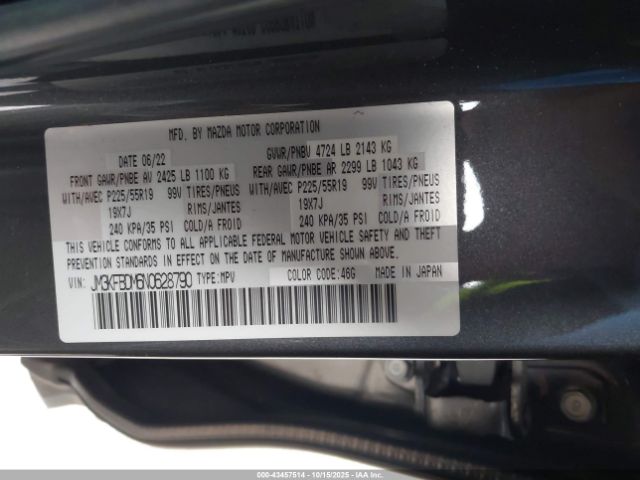 MFD. BY MAZDA MOTOR CORPORATION
DATE 06/22 GVWR/PNBV 4724 LB 2143 KG
FRONT GAWR/PNBE AV 2425 LB 1100 KG REAR GAWR/PNBE AR 2299 LB 1043 KG
WITH/AVEC P225/55R19 99V TIRES/PNEUS WITH/AVEC P225/55R19 99V TIRES/PNEUS
19X7J RIMS/JANTES 19X7J RIMS/JANTES
240 KPA/35 PSI COLD/A FROID 240 KPA/35 PSI COLD/A FROID
THIS VEHICLE CONFORMS TO ALL APPLICABLE FEDERAL MOTOR VEHICLE SAFETY AND THEFT
PREVENTION STANDARDS IN EFFECT ON THE DATE OF MANUFACTURE SHOWN ABOVE.
VIN: JM3KFBDM6N0628790 TYPE:MPV COLOR CODE:46G MADE IN JAPAN
000-43457514 - 10/15/2025 - IAAI.com